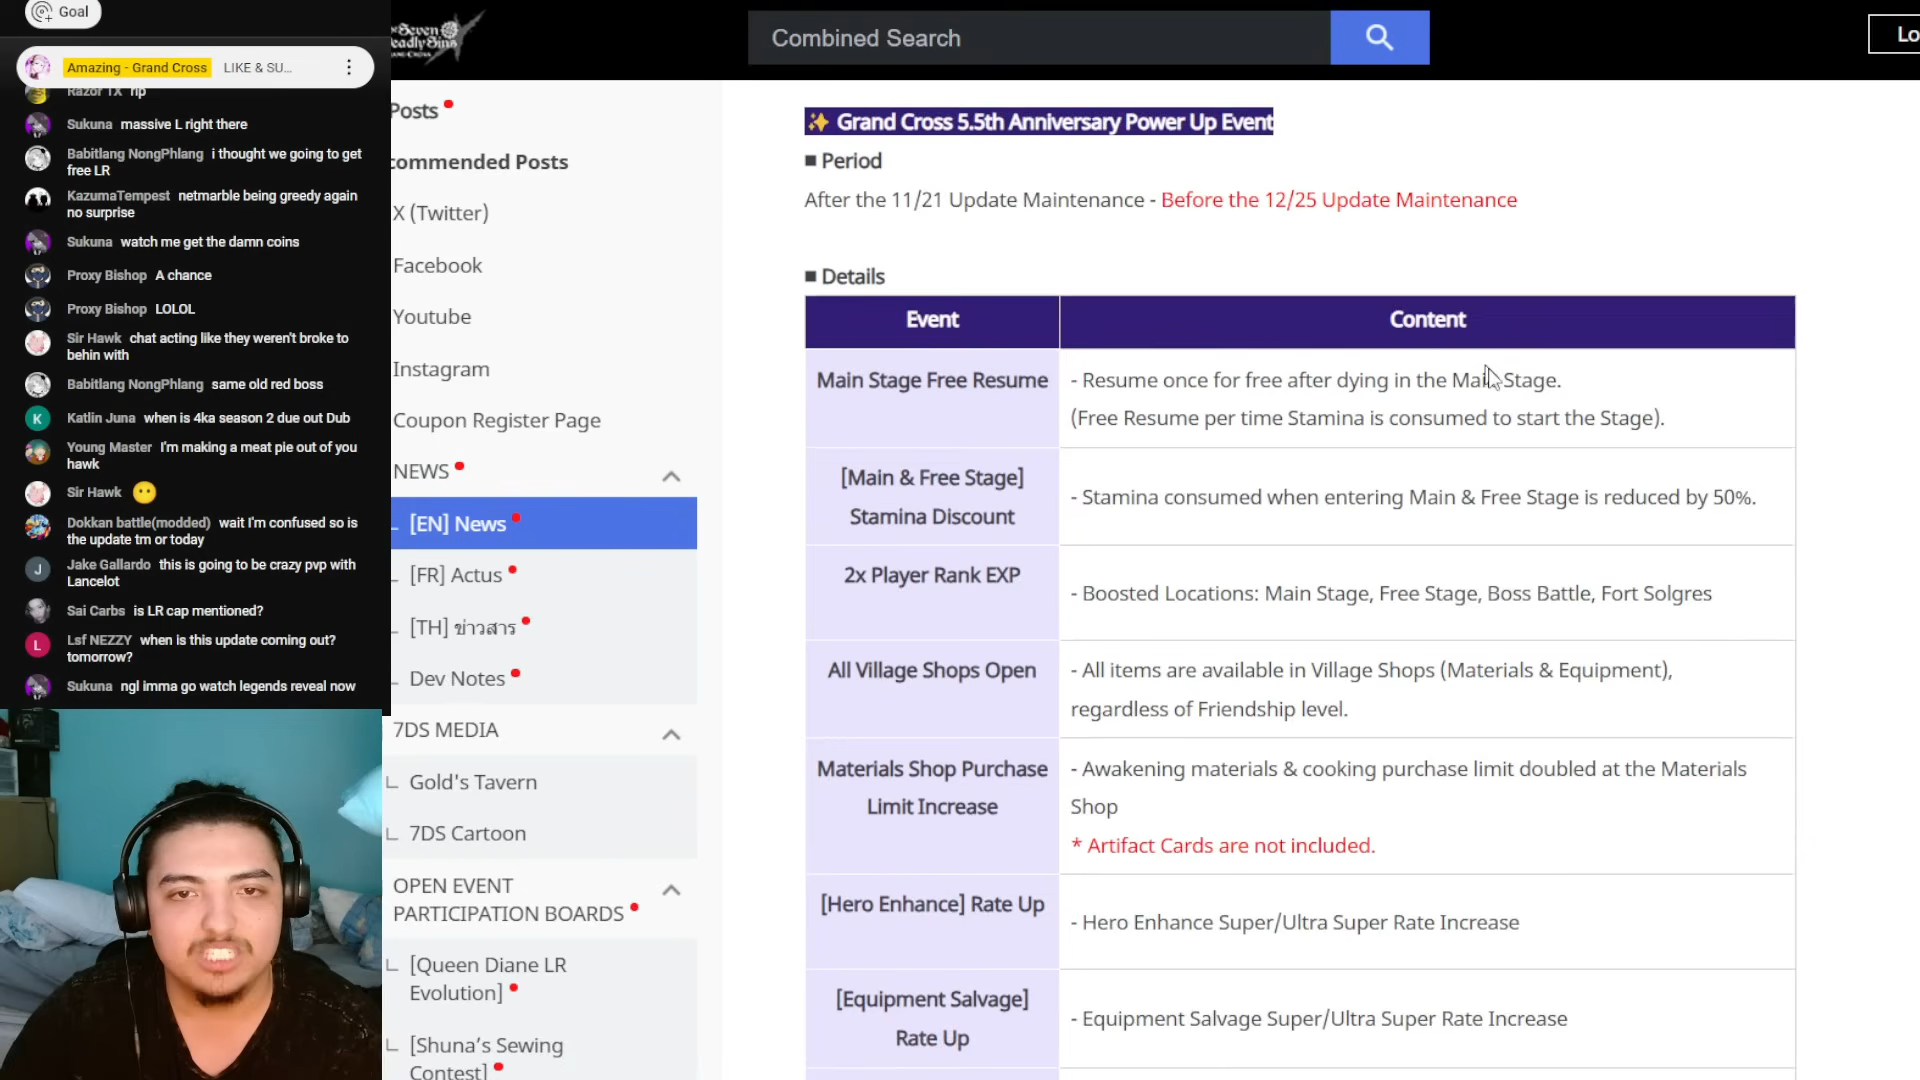 Goal
Amazing - Grand Cross LIKE & SU...
Razor TX rip
Sukuna massive L right there
Babitlang NongPhlang i thought we going to get
free LR
KazumaTempest netmarble being greedy again
no surprise
Sukuna watch me get the damn coins
Proxy Bishop A chance
Proxy Bishop LOLOL
Sir Hawk chat acting like they weren't broke to
behin with
Babitlang NongPhlang same old red boss
K Katlin Juna when is 4ka season 2 due out Dub
Young Master I'm making a meat pie out of you
hawk
Sir Hawk 😶
Dokkan battle(modded) wait I'm confused so is
the update tm or today
J Jake Gallardo this is going to be crazy pvp with
Lancelot
Sai Carbs is LR cap mentioned?
L Lsf NEZZY when is this update coming out?
tomorrow?
Sukuna ngl imma go watch legends reveal now
Seven
eadly Sins
Combined Search
Lo
Posts
commended Posts
X (Twitter)
Facebook
Youtube
Instagram
Coupon Register Page
NEWS
[EN] News
[FR] Actus
[TH] ข่าวสาร
Dev Notes
7DS MEDIA
Gold's Tavern
7DS Cartoon
OPEN EVENT
PARTICIPATION BOARDS
[Queen Diane LR
Evolution]
[Shuna's Sewing
Contest]
✨ Grand Cross 5.5th Anniversary Power Up Event
■ Period
After the 11/21 Update Maintenance - Before the 12/25 Update Maintenance
■ Details
Event Content
Main Stage Free Resume
- Resume once for free after dying in the Main Stage.
(Free Resume per time Stamina is consumed to start the Stage).
[Main & Free Stage]
Stamina Discount
- Stamina consumed when entering Main & Free Stage is reduced by 50%.
2x Player Rank EXP
- Boosted Locations: Main Stage, Free Stage, Boss Battle, Fort Solgres
All Village Shops Open
- All items are available in Village Shops (Materials & Equipment),
regardless of Friendship level.
Materials Shop Purchase
Limit Increase
- Awakening materials & cooking purchase limit doubled at the Materials
Shop
* Artifact Cards are not included.
[Hero Enhance] Rate Up
- Hero Enhance Super/Ultra Super Rate Increase
[Equipment Salvage]
Rate Up
- Equipment Salvage Super/Ultra Super Rate Increase